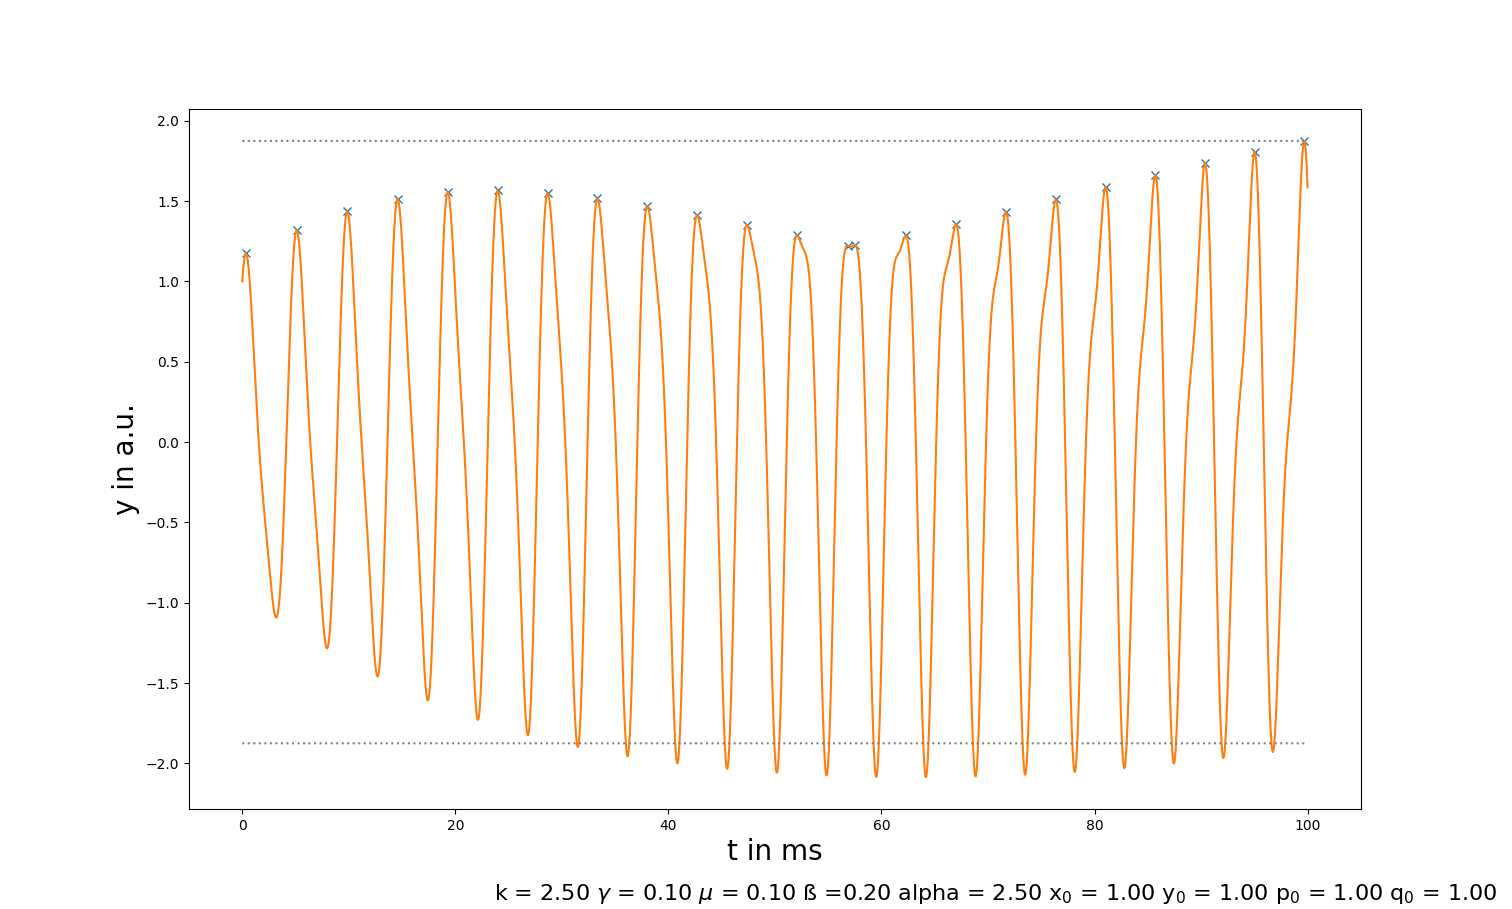 2.0
1.5
1.0
0.5
0.0
−0.5
−1.0
−1.5
−2.0
y in a.u.
0 20 40 60 80 100
t in ms
k = 2.50 γ = 0.10 μ = 0.10 ß =0.20 alpha = 2.50 x₀ = 1.00 y₀ = 1.00 p₀ = 1.00 q₀ = 1.00